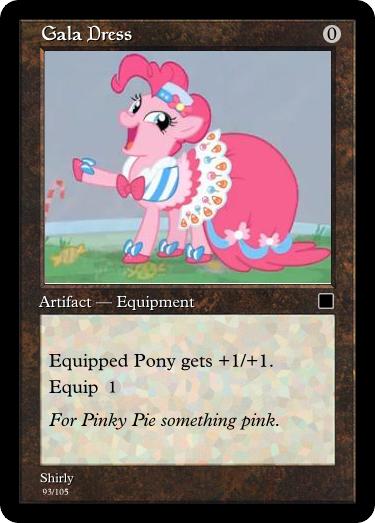 Gala Dress 0
Artifact — Equipment
Equipped Pony gets +1/+1.
Equip 1
For Pinky Pie something pink.
Shirly
93/105